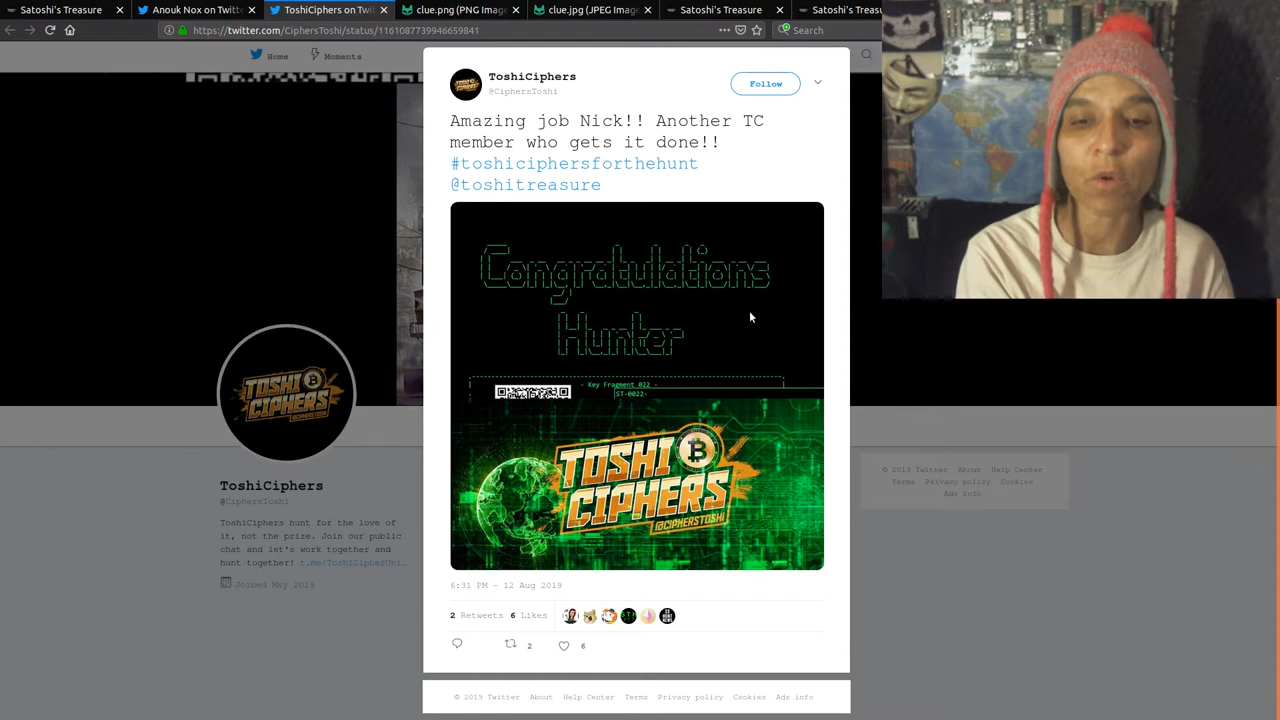 Satoshi's Treasure
Anouk Nox on Twitt
ToshiCiphers on Twit
clue.png (PNG Imag
clue.jpg (JPEG Imag
Satoshi's Treasure
Satoshi's Treasu
https://twitter.com/CiphersToshi/status/1161087739946659841
Search
Home
Moments
ToshiCiphers
@CiphersToshi
Follow
Amazing job Nick!! Another TC
member who gets it done!!
#toshiciphersforthehunt
@toshitreasure
Congratulations
Hunter
- Key Fragment 022 -
ST-0022-
TOSHI
CIPHERS
@CIPHERSTOSHI
6:31 PM - 12 Aug 2019
2 Retweets 6 Likes
2
6
© 2019 Twitter About Help Center Terms Privacy policy Cookies Ads info
TOSHI
CIPHERS
ToshiCiphers
@CiphersToshi
ToshiCiphers hunt for the love of
it, not the prize. Join our public
chat and let's work together and
hunt together! t.me/ToshiCipherUni…
Joined May 2019
© 2019 Twitter About Help Center
Terms Privacy policy Cookies
Ads info